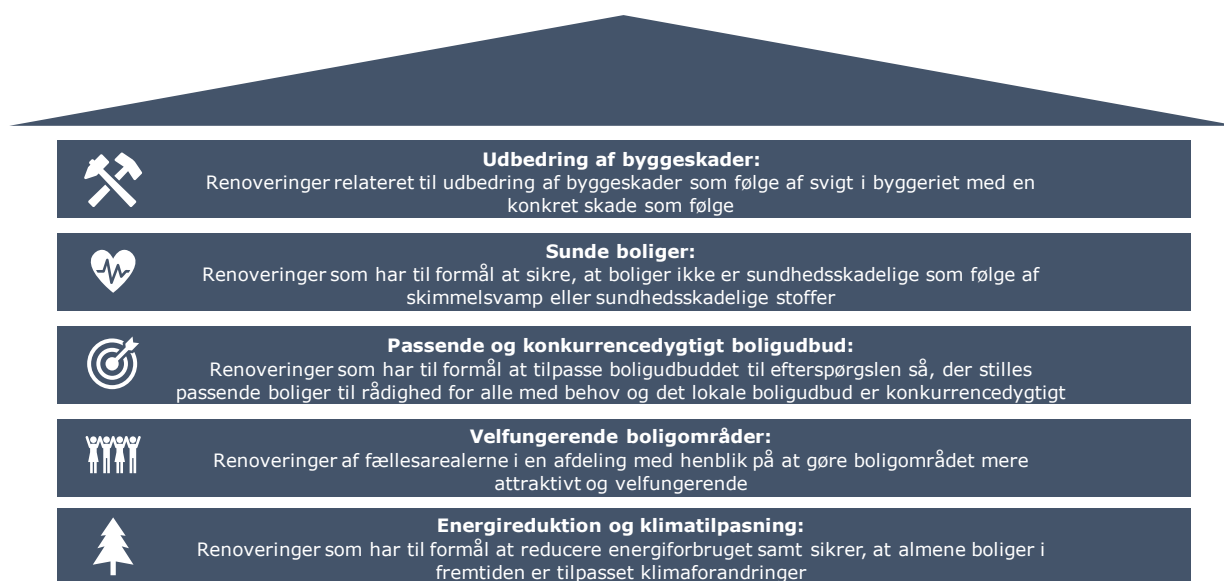 Udbedring af byggeskader:
Renoveringer relateret til udbedring af byggeskader som følge af svigt i byggeriet med en
konkret skade som følge
Sunde boliger:
Renoveringer som har til formål at sikre, at boliger ikke er sundhedsskadelige som følge af
skimmelsvamp eller sundhedsskadelige stoffer
Passende og konkurrencedygtigt boligudbud:
Renoveringer som har til formål at tilpasse boligudbuddet til efterspørgslen så, der stilles
passende boliger til rådighed for alle med behov og det lokale boligudbud er konkurrencedygtigt
Velfungerende boligområder:
Renoveringer af fællesarealerne i en afdeling med henblik på at gøre boligområdet mere
attraktivt og velfungerende
Energireduktion og klimatilpasning:
Renoveringer som har til formål at reducere energiforbruget samt sikrer, at almene boliger i
fremtiden er tilpasset klimaforandringer